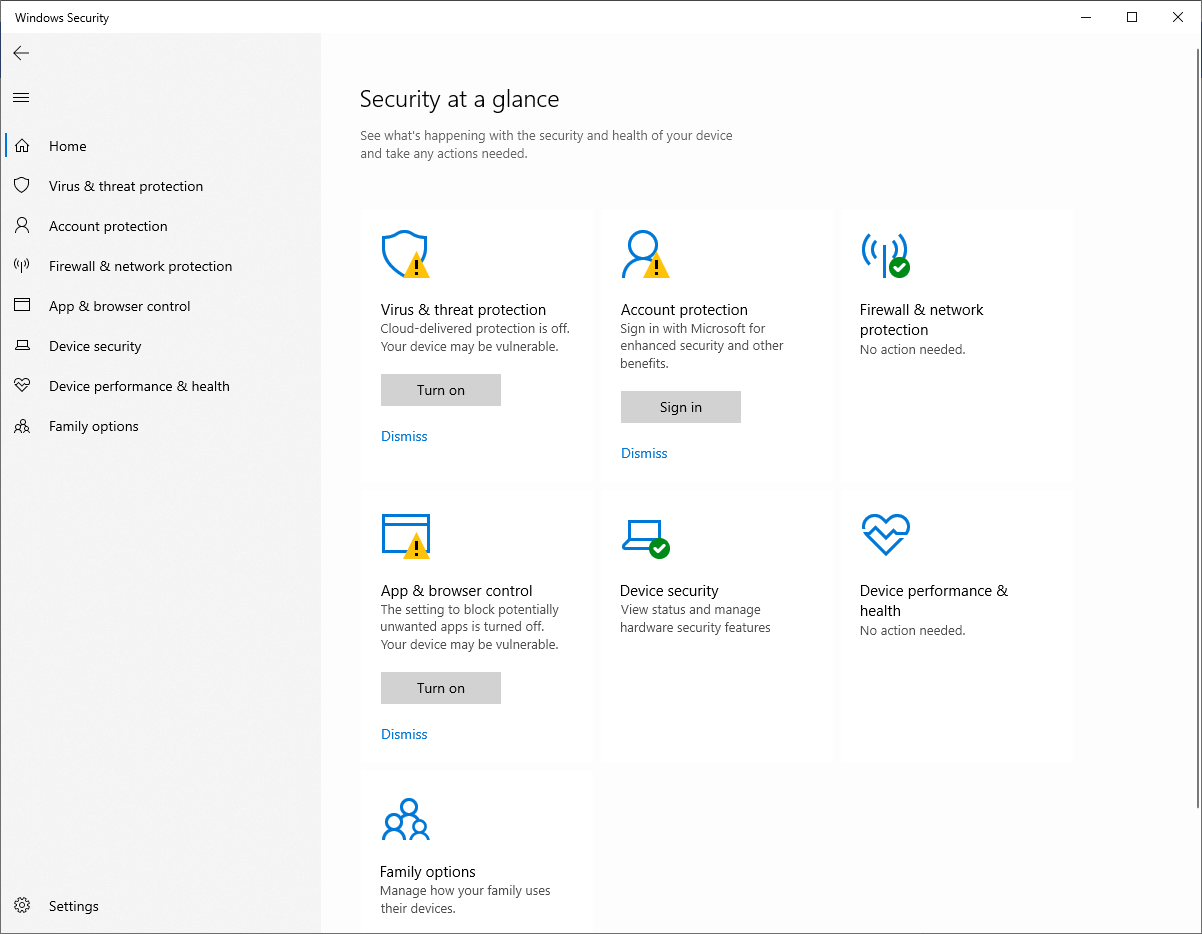 Windows Security
Home
Virus & threat protection
Account protection
Firewall & network protection
App & browser control
Device security
Device performance & health
Family options
Settings
Security at a glance
See what's happening with the security and health of your device
and take any actions needed.
Virus & threat protection
Cloud-delivered protection is off.
Your device may be vulnerable.
Turn on
Dismiss
Account protection
Sign in with Microsoft for
enhanced security and other
benefits.
Sign in
Dismiss
Firewall & network
protection
No action needed.
App & browser control
The setting to block potentially
unwanted apps is turned off.
Your device may be vulnerable.
Turn on
Dismiss
Device security
View status and manage
hardware security features
Device performance &
health
No action needed.
Family options
Manage how your family uses
their devices.